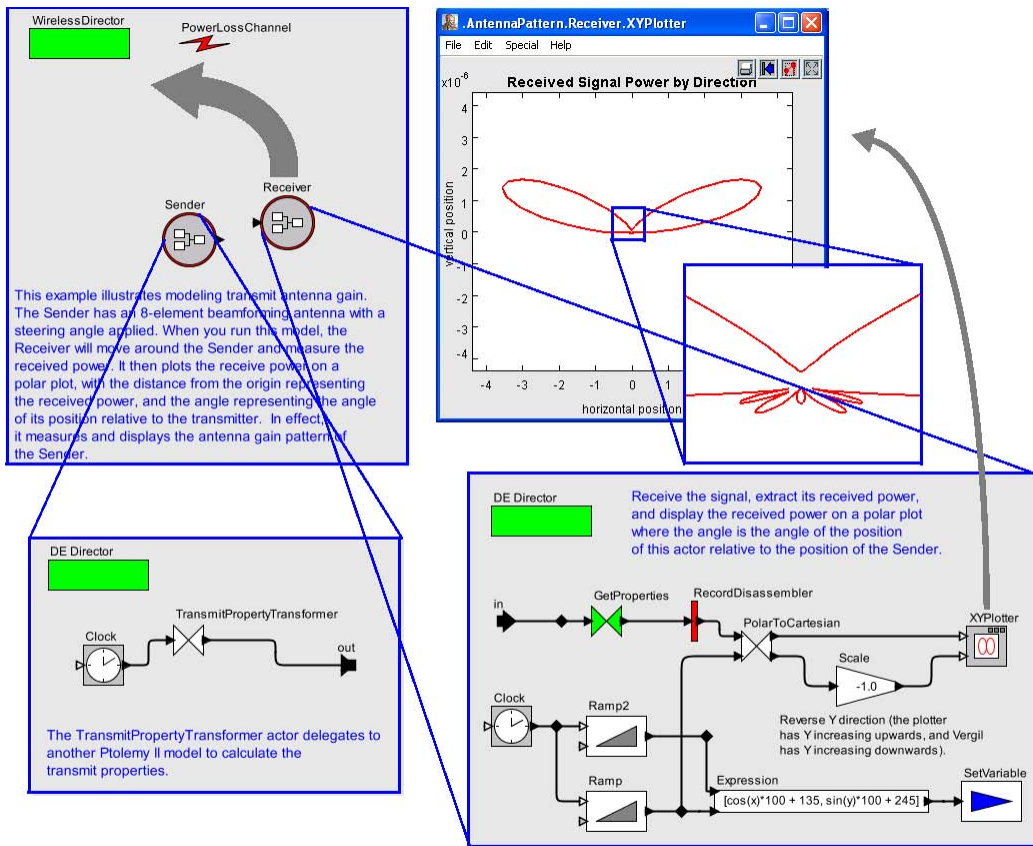 WirelessDirector
PowerLossChannel
Receiver
Sender
This example illustrates modeling transmit antenna gain.
The Sender has an 8-element beamforming antenna with a
steering angle applied. When you run this model, the
Receiver will move around the Sender and measure the
received power. It then plots the receive power on a
polar plot, with the distance from the origin representing
the received power, and the angle representing the angle
of its position relative to the transmitter. In effect,
it measures and displays the antenna gain pattern of
the Sender.
.AntennaPattern.Receiver.XYPlotter
File Edit Special Help
Received Signal Power by Direction
x10-6
4
3
2
1
0
-1
-2
-3
-4
vertical position
-4 -3 -2 -1 0
horizontal position
DE Director
TransmitPropertyTransformer
Clock
out
The TransmitPropertyTransformer actor delegates to
another Ptolemy II model to calculate the
transmit properties.
DE Director
Receive the signal, extract its received power,
and display the received power on a polar plot
where the angle is the angle of the position
of this actor relative to the position of the Sender.
in
GetProperties
RecordDisassembler
PolarToCartesian
XYPlotter
Scale
-1.0
Clock
Ramp2
Reverse Y direction (the plotter
has Y increasing upwards, and Vergil
has Y increasing downwards).
Ramp
Expression
[cos(x)*100 + 135, sin(y)*100 + 245]
SetVariable